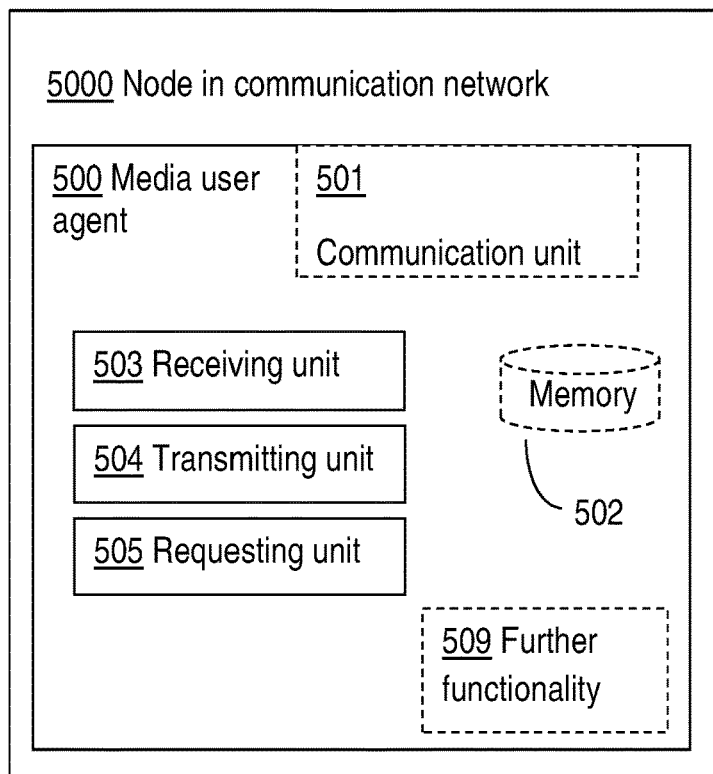 5000 Node in communication network
500 Media user
agent
501
Communication unit
503 Receiving unit
Memory
504 Transmitting unit
502
505 Requesting unit
509 Further
functionality